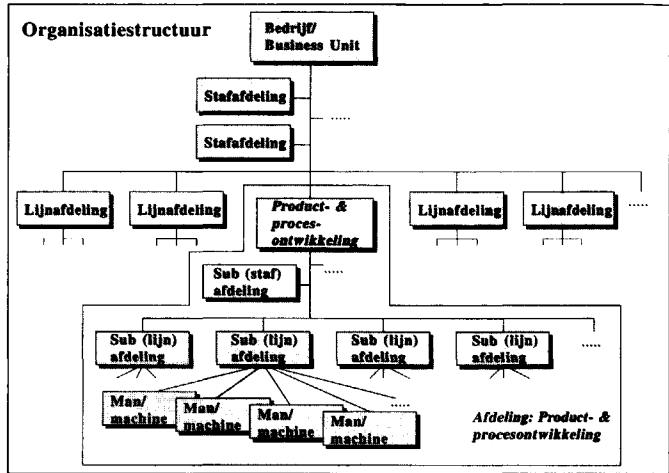 Organisatiestructuur
Bedrijf/
Business Unit
Stafafdeling
.....
Stafafdeling
Lijnafdeling
Lijnafdeling
Product- &
proces-
ontwikkeling
Lijnafdeling
Lijnafdeling
.....
Sub (staf)
afdeling
.....
Sub (lijn)
afdeling
Sub (lijn)
afdeling
Sub (lijn)
afdeling
Sub (lijn)
afdeling
.....
Man/
machine
Man/
machine
Man/
machine
Man/
machine
.....
Afdeling: Product- &
procesontwikkeling